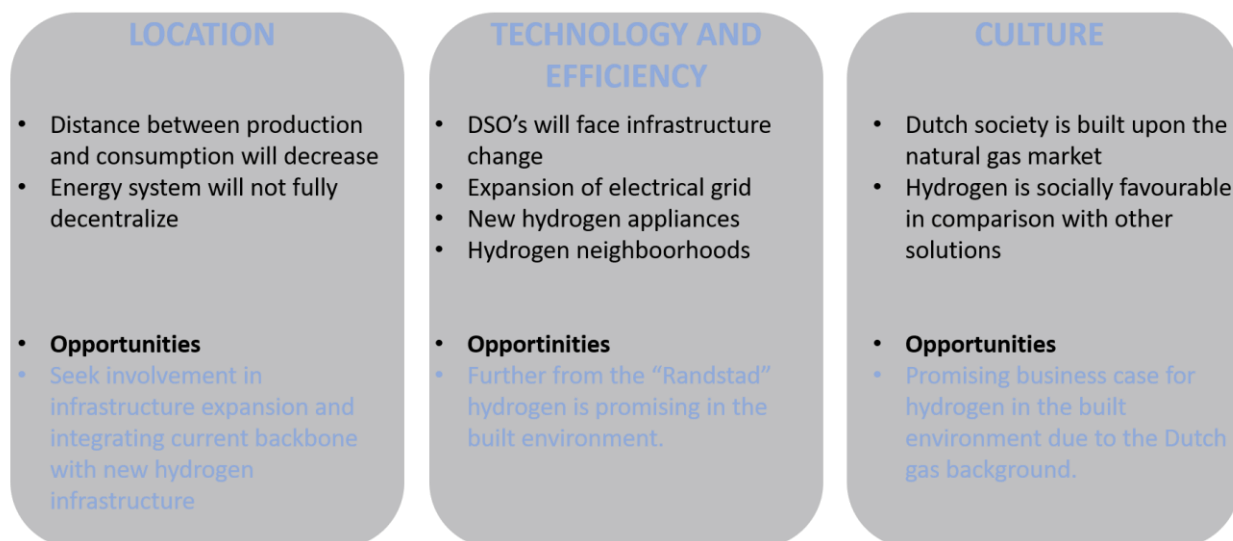 LOCATION
• Distance between production
and consumption will decrease
• Energy system will not fully
decentralize
• Opportunities
• Seek involvement in
infrastructure expansion and
integrating current backbone
with new hydrogen
infrastructure
TECHNOLOGY AND
EFFICIENCY
• DSO's will face infrastructure
change
• Expansion of electrical grid
• New hydrogen appliances
• Hydrogen neighboorhoods
• Opportinities
• Further from the “Randstad”
hydrogen is promising in the
built environment.
CULTURE
• Dutch society is built upon the
natural gas market
• Hydrogen is socially favourable
in comparison with other
solutions
• Opportunities
• Promising business case for
hydrogen in the built
environment due to the Dutch
gas background.